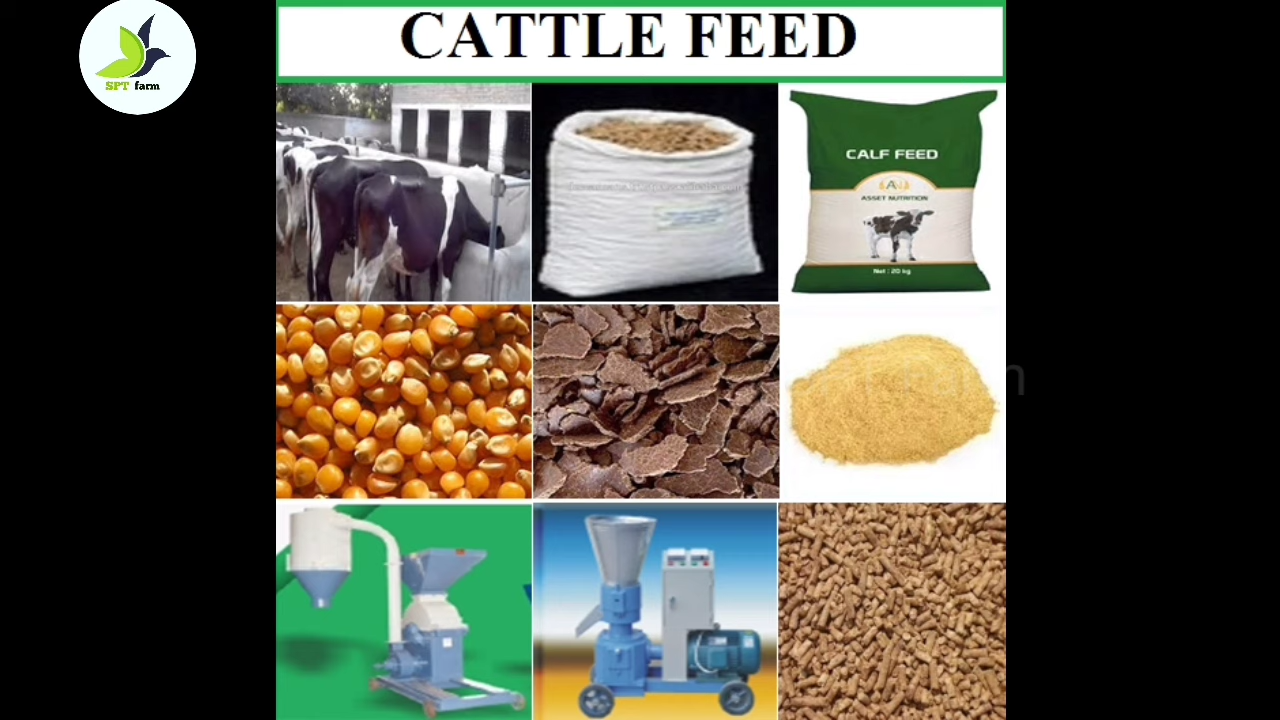 CATTLE FEED
SPT farm
CALF FEED
ASSET NUTRITION
Net : 20 kg